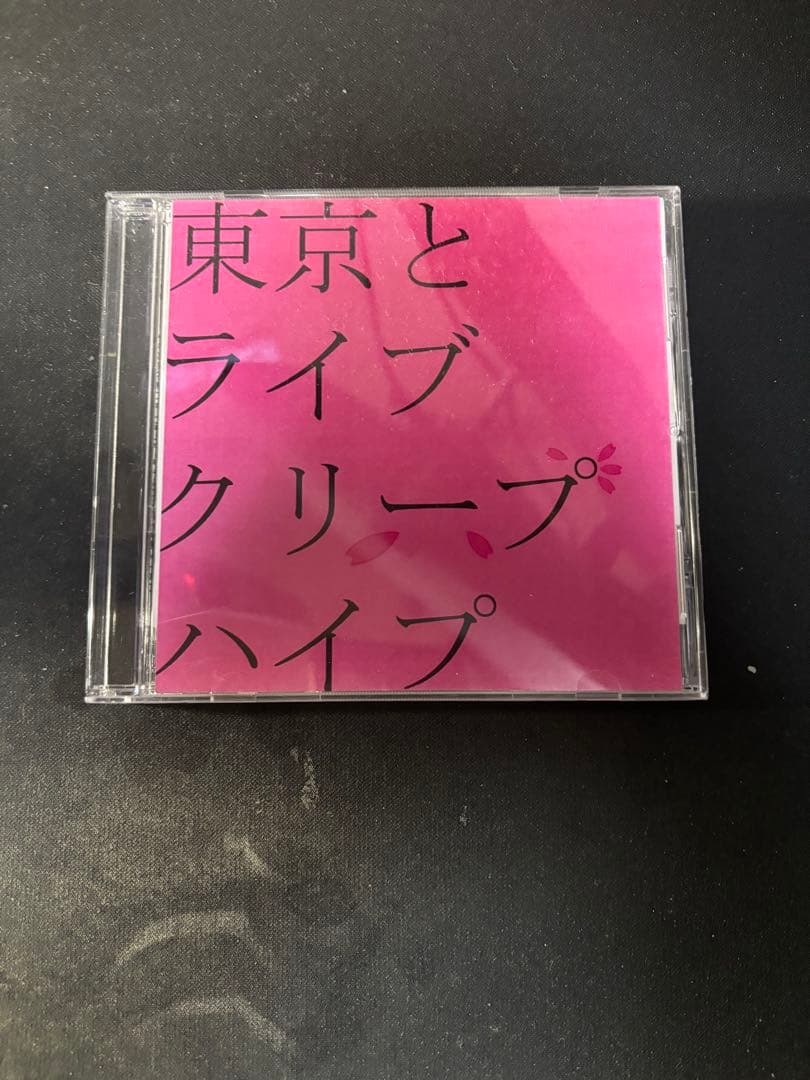 東京と
ライブ
クリープ
ハイプ